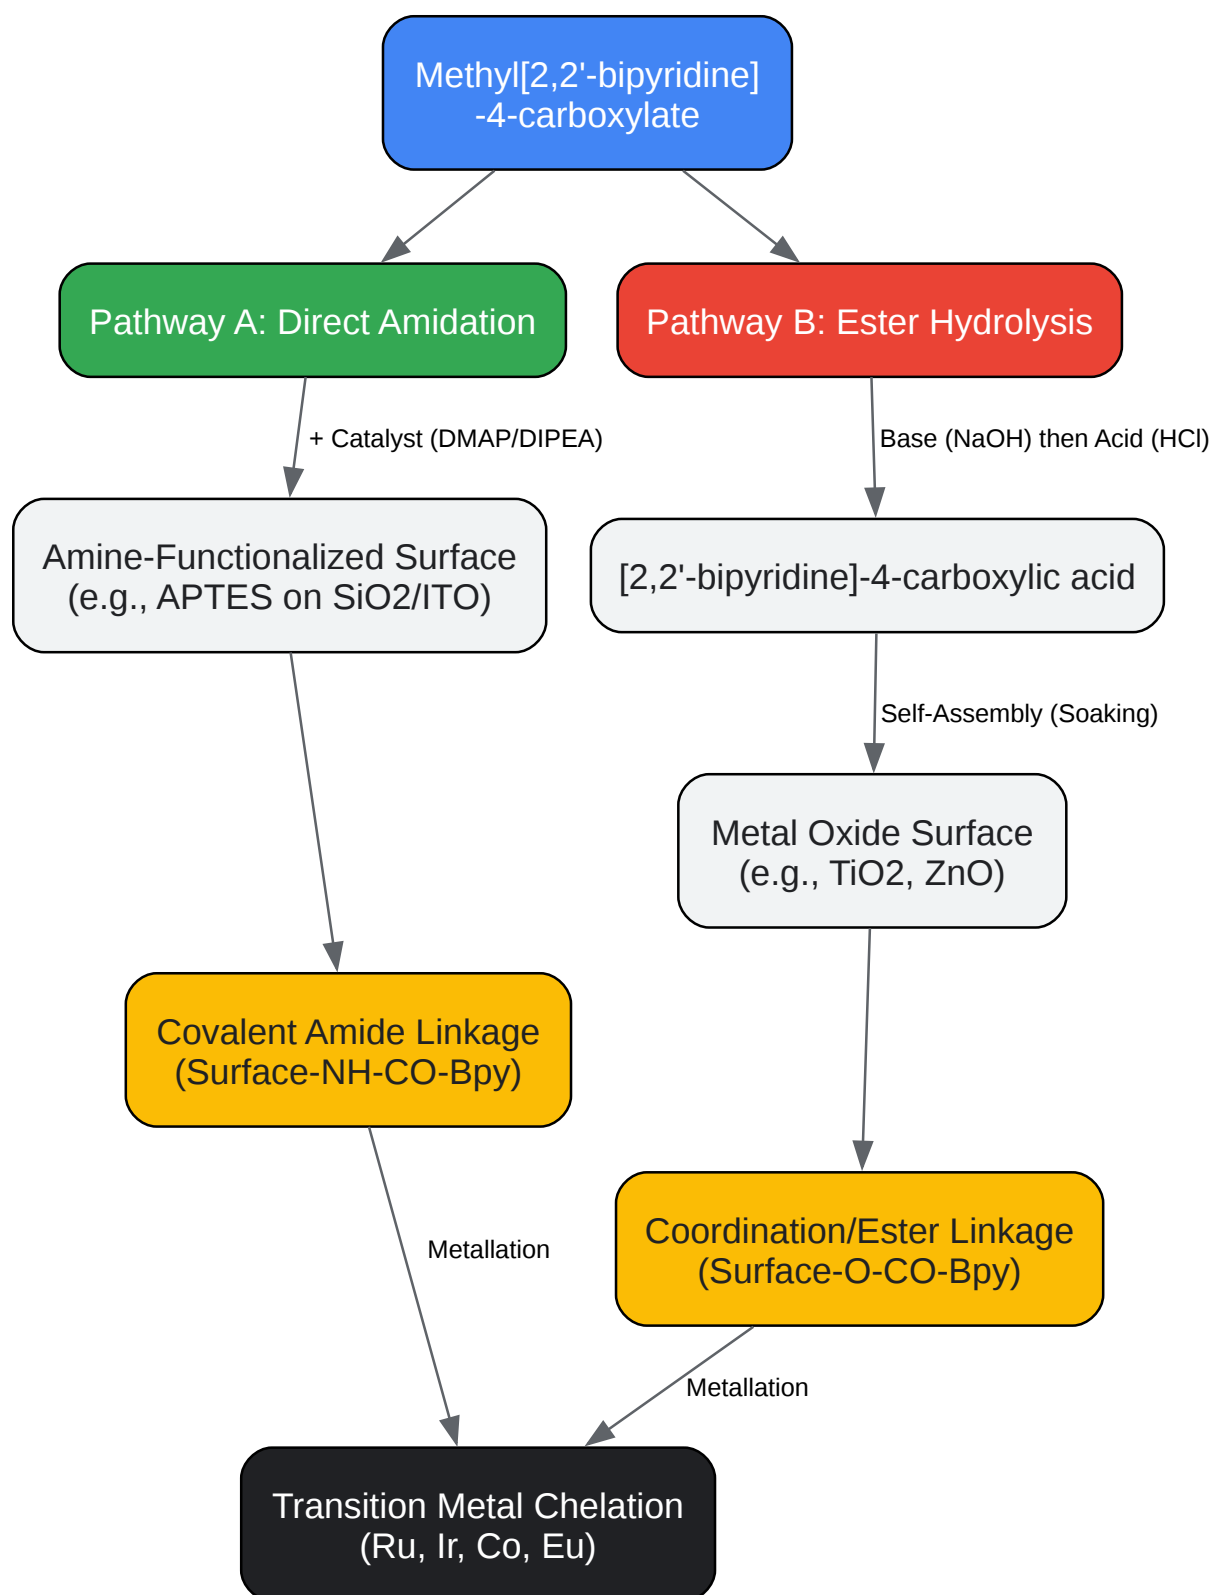 Methyl[2,2'-bipyridine]
-4-carboxylate
Pathway A: Direct Amidation
Pathway B: Ester Hydrolysis
+ Catalyst (DMAP/DIPEA)
Base (NaOH) then Acid (HCl)
Amine-Functionalized Surface
(e.g., APTES on SiO2/ITO)
[2,2'-bipyridine]-4-carboxylic acid
Self-Assembly (Soaking)
Metal Oxide Surface
(e.g., TiO2, ZnO)
Covalent Amide Linkage
(Surface-NH-CO-Bpy)
Coordination/Ester Linkage
(Surface-O-CO-Bpy)
Metallation
Metallation
Transition Metal Chelation
(Ru, Ir, Co, Eu)